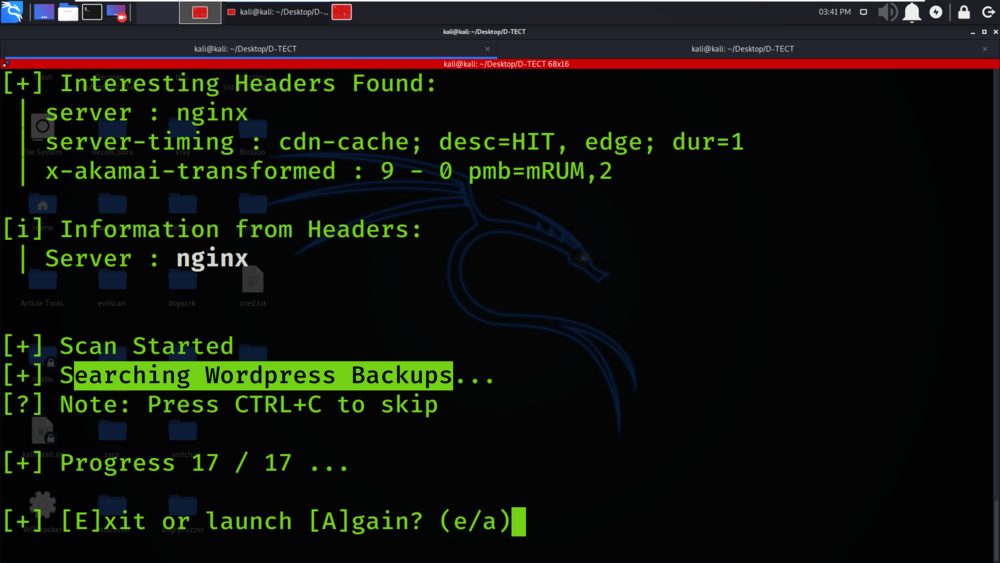 kali@kali: ~/Desktop/D-...
03:41 PM
kali@kali: ~/Desktop/D-TECT
kali@kali: ~/Desktop/D-TECT
kali@kali: ~/Desktop/D-TECT
kali@kali: ~/Desktop/D-TECT 68x16
[+] Interesting Headers Found:
| server : nginx
| server-timing : cdn-cache; desc=HIT, edge; dur=1
| x-akamai-transformed : 9 - 0 pmb=mRUM,2
[i] Information from Headers:
| Server : nginx
Article Tools
evilscan
bopscrk
cred.txt
[+] Scan Started
[+] Searching Wordpress Backups...
[?] Note: Press CTRL+C to skip
[+] Progress 17 / 17 ...
[+] [E]xit or launch [A]gain? (e/a)